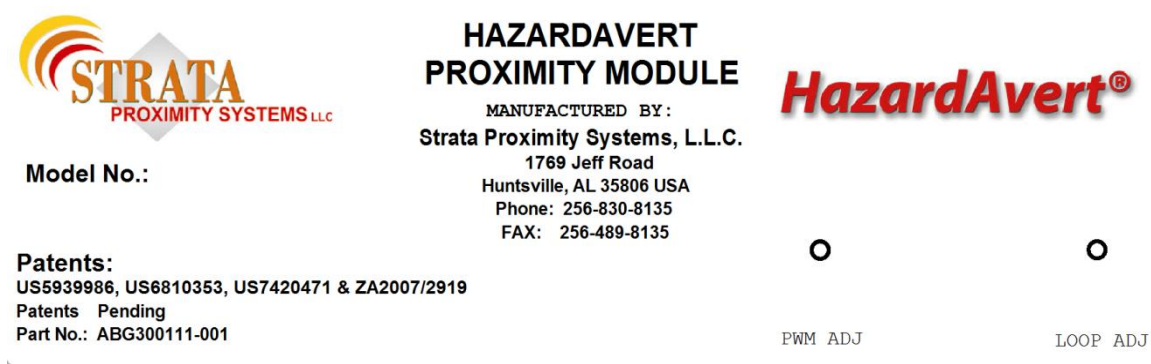 STRATA
PROXIMITY SYSTEMS LLC
HAZARDAVERT
PROXIMITY MODULE
MANUFACTURED BY:
Strata Proximity Systems, L.L.C.
1769 Jeff Road
Huntsville, AL 35806 USA
Phone: 256-830-8135
FAX: 256-489-8135
HazardAvert®
Model No.:
Patents:
US5939986, US6810353, US7420471 & ZA2007/2919
Patents Pending
Part No.: ABG300111-001
PWM ADJ
LOOP ADJ